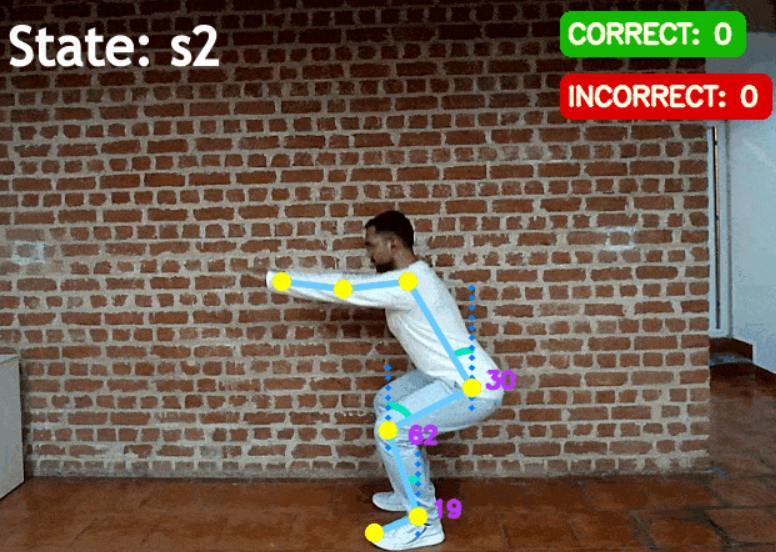 State: s2
CORRECT: 0
INCORRECT: 0
30
62
19